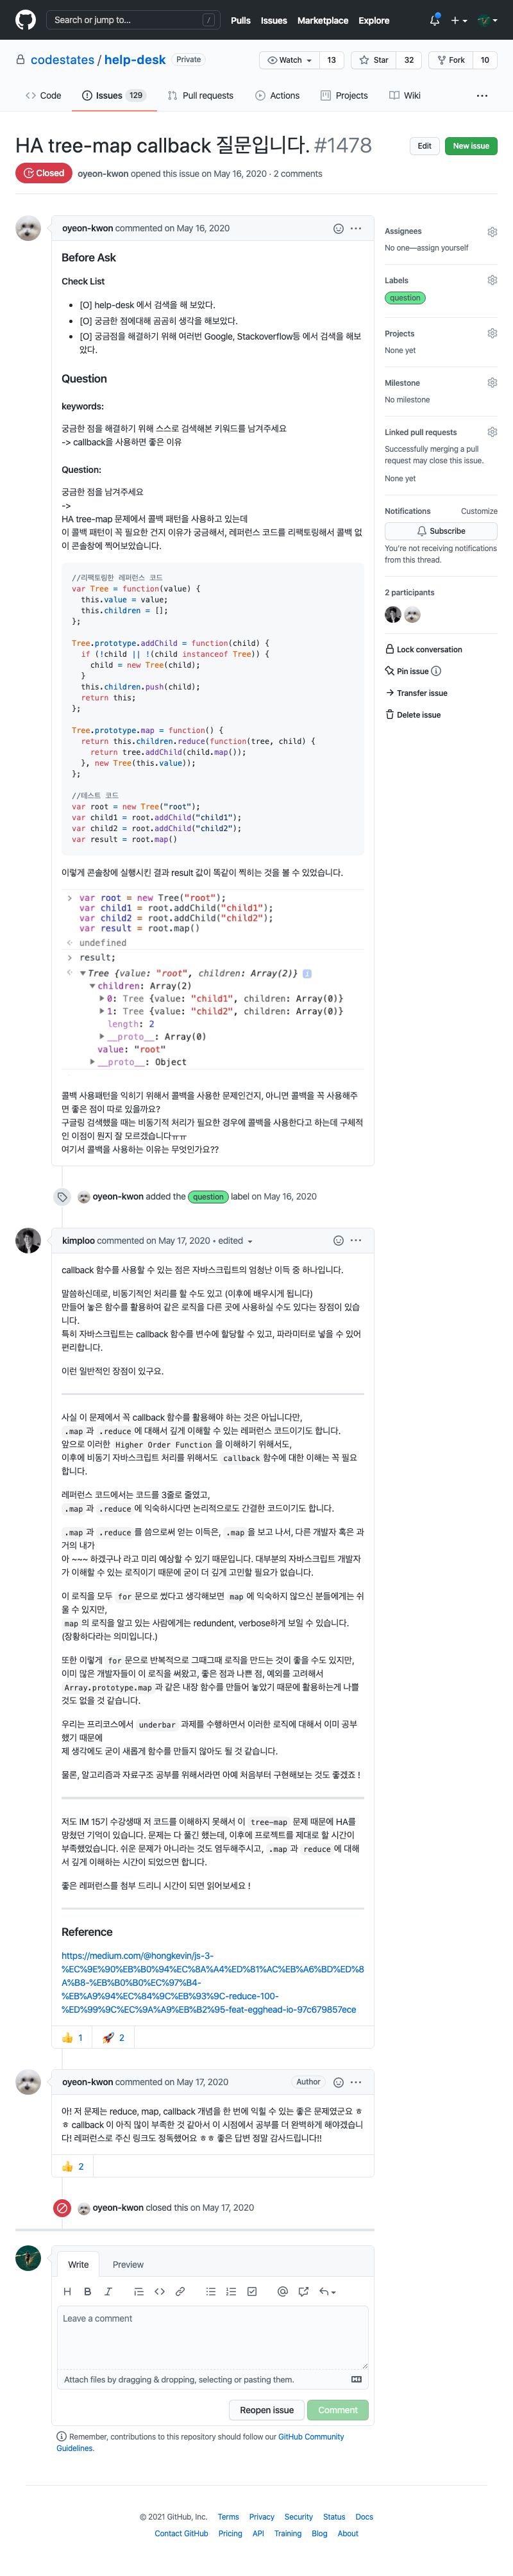 Search or jump to...
/
Pulls Issues Marketplace Explore
codestates / help-desk Private
Watch 13 Star 32 Fork 10
Code Issues 129 Pull requests Actions Projects Wiki
HA tree-map callback 질문입니다. #1478
Edit New issue
Closed oyeon-kwon opened this issue on May 16, 2020 · 2 comments
oyeon-kwon commented on May 16, 2020
Before Ask
Check List
[O] help-desk 에서 검색을 해 보았다.
[O] 궁금한 점에대해 곰곰히 생각을 해보았다.
[O] 궁금점을 해결하기 위해 여러번 Google, Stackoverflow등 에서 검색을 해보
았다.
Question
keywords:
궁금한 점을 해결하기 위해 스스로 검색해본 키워드를 남겨주세요
-> callback을 사용하면 좋은 이유
Question:
궁금한 점을 남겨주세요
->
HA tree-map 문제에서 콜백 패턴을 사용하고 있는데
이 콜백 패턴이 꼭 필요한 건지 이유가 궁금해서, 레퍼런스 코드를 리팩토링해서 콜백 없
이 콘솔창에 찍어보았습니다.
//리팩토링한 레퍼런스 코드
var Tree = function(value) {
this.value = value;
this.children = [];
};
Tree.prototype.addChild = function(child) {
if (!child || !(child instanceof Tree)) {
child = new Tree(child);
}
this.children.push(child);
return this;
};
Tree.prototype.map = function() {
return this.children.reduce(function(tree, child) {
return tree.addChild(child.map());
}, new Tree(this.value));
};
//테스트 코드
var root = new Tree("root");
var child1 = root.addChild("child1");
var child2 = root.addChild("child2");
var result = root.map()
이렇게 콘솔창에 실행시킨 결과 result 값이 똑같이 찍히는 것을 볼 수 있었습니다.
> var root = new Tree("root");
var child1 = root.addChild("child1");
var child2 = root.addChild("child2");
var result = root.map()
undefined
> result;
▼Tree {value: "root", children: Array(2)} i
▼children: Array(2)
▶0: Tree {value: "child1", children: Array(0)}
▶1: Tree {value: "child2", children: Array(0)}
length: 2
▶__proto__: Array(0)
value: "root"
▶__proto__: Object
콜백 사용패턴을 익히기 위해서 콜백을 사용한 문제인건지, 아니면 콜백을 꼭 사용해주
면 좋은 점이 따로 있을까요?
구글링 검색했을 때는 비동기적 처리가 필요한 경우에 콜백을 사용한다고 하는데 구체적
인 이점이 뭔지 잘 모르겠습니다ㅠㅠ
여기서 콜백을 사용하는 이유는 무엇인가요??
oyeon-kwon added the question label on May 16, 2020
kimploo commented on May 17, 2020 • edited
callback 함수를 사용할 수 있는 점은 자바스크립트의 엄청난 이득 중 하나입니다.
말씀하신데로, 비동기적인 처리를 할 수도 있고 (이후에 배우시게 됩니다)
만들어 놓은 함수를 활용하여 같은 로직을 다른 곳에 사용하실 수도 있다는 장점이 있습니
다.
특히 자바스크립트는 callback 함수를 변수에 할당할 수 있고, 파라미터로 넣을 수 있어
편리합니다.
이런 일반적인 장점이 있구요.
사실 이 문제에서 꼭 callback 함수를 활용해야 하는 것은 아닙니다만,
.map 과 .reduce 에 대해서 깊게 이해할 수 있는 레퍼런스 코드이기도 합니다.
앞으로 이러한 Higher Order Function 을 이해하기 위해서도,
이후에 비동기 자바스크립트 처리를 위해서도 callback 함수에 대한 이해는 꼭 필요
합니다.
레퍼런스 코드에서는 코드를 3줄로 줄였고,
.map 과 .reduce 에 익숙하시다면 논리적으로도 간결한 코드이기도 합니다.
.map 과 .reduce 를 씀으로써 얻는 이득은, .map 을 보고 나서, 다른 개발자 혹은 과
거의 내가
아 ~~~ 하겠구나 라고 미리 예상할 수 있기 때문입니다. 대부분의 자바스크립트 개발자
가 이해할 수 있는 로직이기 때문에 굳이 더 깊게 고민할 필요가 없습니다.
이 로직을 모두 for 문으로 썼다고 생각해보면 map 에 익숙하지 않으신 분들에게는 쉬
울 수 있지만,
map 의 로직을 알고 있는 사람에게는 redundent, verbose하게 보일 수 있습니다.
(장황하다라는 의미입니다.)
또한 이렇게 for 문으로 반복적으로 그때그때 로직을 만드는 것이 좋을 수도 있지만,
이미 많은 개발자들이 이 로직을 써왔고, 좋은 점과 나쁜 점, 예외를 고려해서
Array.prototype.map 과 같은 내장 함수를 만들어 놓았기 때문에 활용하는게 나쁠
것도 없을 것 같습니다.
우리는 프리코스에서 underbar 과제를 수행하면서 이러한 로직에 대해서 이미 공부
했기 때문에
제 생각에도 굳이 새롭게 함수를 만들지 않아도 될 것 같습니다.
물론, 알고리즘과 자료구조 공부를 위해서라면 아예 처음부터 구현해보는 것도 좋겠죠 !
저도 IM 15기 수강생때 저 코드를 이해하지 못해서 이 tree-map 문제 때문에 HA를
망쳤던 기억이 있습니다. 문제는 다 풀긴 했는데, 이후에 프로젝트를 제대로 할 시간이
부족했었습니다. 쉬운 문제가 아니라는 것도 염두해주시고, .map 과 reduce 에 대해
서 깊게 이해하는 시간이 되었으면 합니다.
좋은 레퍼런스를 첨부 드리니 시간이 되면 읽어보세요 !
Reference
https://medium.com/@hongkevin/js-3-
%EC%9E%90%EB%B0%94%EC%8A%A4%ED%81%AC%EB%A6%BD%ED%8
A%B8-%EB%B0%B0%EC%97%B4-
%EB%A9%94%EC%84%9C%EB%93%9C-reduce-100-
%ED%99%9C%EC%9A%A9%EB%B2%95-feat-egghead-io-97c679857ece
1 2
oyeon-kwon commented on May 17, 2020 Author
아! 저 문제는 reduce, map, callback 개념을 한 번에 익힐 수 있는 좋은 문제였군요 ㅎ
ㅎ callback 이 아직 많이 부족한 것 같아서 이 시점에서 공부를 더 완벽하게 해야겠습니
다! 레퍼런스로 주신 링크도 정독했어요 ㅎㅎ 좋은 답변 정말 감사드립니다!!
2
oyeon-kwon closed this on May 17, 2020
Write Preview
Leave a comment
Attach files by dragging & dropping, selecting or pasting them.
Reopen issue Comment
Remember, contributions to this repository should follow our GitHub Community
Guidelines.
Assignees
No one—assign yourself
Labels
question
Projects
None yet
Milestone
No milestone
Linked pull requests
Successfully merging a pull
request may close this issue.
None yet
Notifications Customize
Subscribe
You're not receiving notifications
from this thread.
2 participants
Lock conversation
Pin issue
Transfer issue
Delete issue
© 2021 GitHub, Inc. Terms Privacy Security Status Docs
Contact GitHub Pricing API Training Blog About